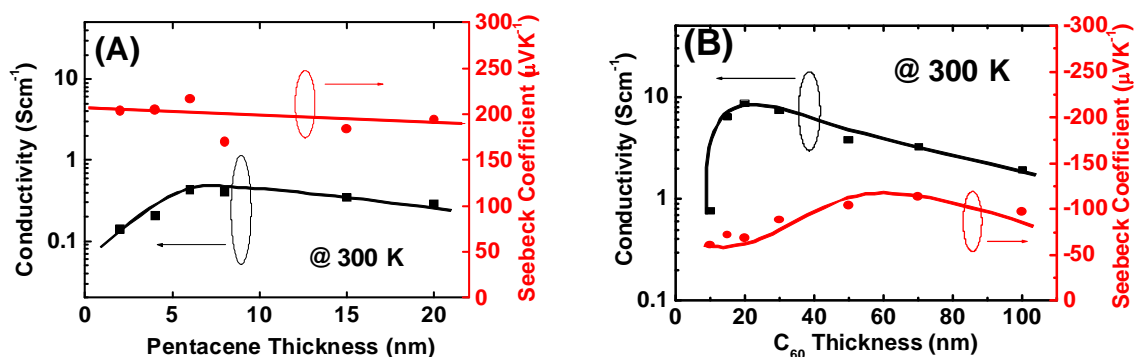 (A)
Conductivity (Scm⁻¹)
10
1
0.1
@ 300 K
0 5 10 15 20
Pentacene Thickness (nm)
300
250
200
150
100
50
0
Seebeck Coefficient (μVK⁻¹)
(B)
@ 300 K
Conductivity (Scm⁻¹)
10
1
0.1
0 20 40 60 80 100
C₆₀ Thickness (nm)
-300
-250
-200
-150
-100
-50
0
Seebeck Coefficient (μVK⁻¹)